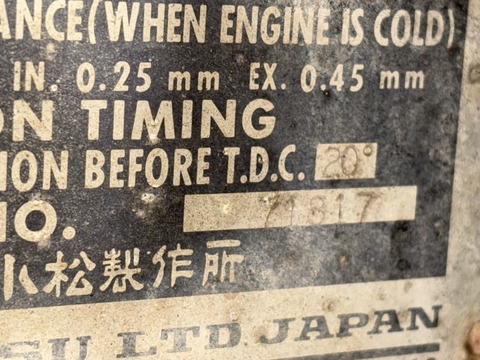 ANCE (WHEN ENGINE IS COLD)
IN. 0.25 mm EX. 0.45 mm
ON TIMING
ION BEFORE T.D.C. 20°
NO. 71817
小松製作所
SU LTD. JAPAN